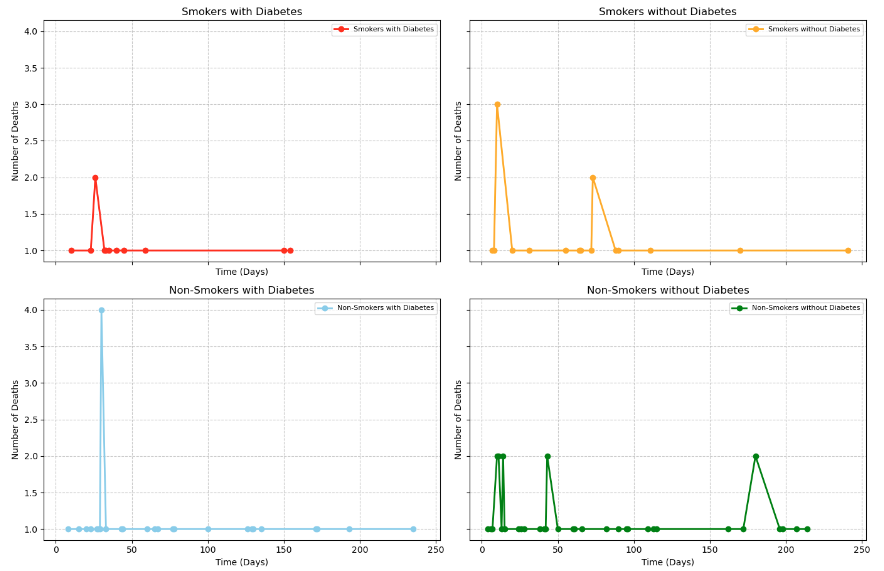 Smokers with Diabetes
Smokers with Diabetes
Number of Deaths
4.0
3.5
3.0
2.5
2.0
1.5
1.0
Time (Days)
Smokers without Diabetes
Smokers without Diabetes
Number of Deaths
Time (Days)
Non-Smokers with Diabetes
Non-Smokers with Diabetes
Number of Deaths
4.0
3.5
3.0
2.5
2.0
1.5
1.0
0 50 100 150 200 250
Time (Days)
Non-Smokers without Diabetes
Non-Smokers without Diabetes
Number of Deaths
0 50 100 150 200 250
Time (Days)